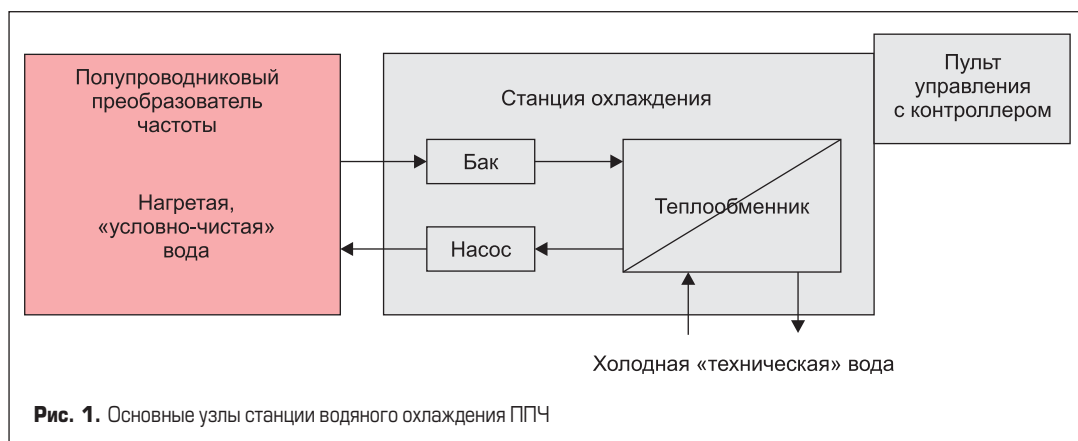 Полупроводниковый
преобразователь
частоты
Нагретая,
«условно-чистая»
вода
Станция охлаждения
Бак
Насос
Теплообменник
Пульт
управления
с контроллером
Холодная «техническая» вода
Рис. 1. Основные узлы станции водяного охлаждения ППЧ